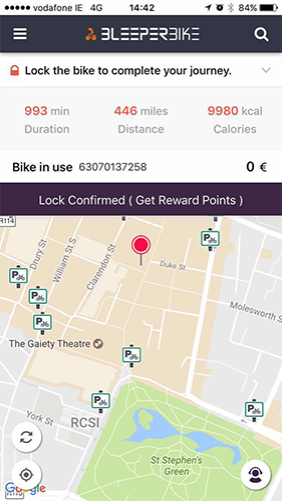 vodafone IE 4G 14:42 84%
BLEEPERBIKE
Lock the bike to complete your journey.
993 min 446 miles 9980 kcal
Duration Distance Calories
Bike in use 63070137258 0 €
Lock Confirmed ( Get Reward Points )
R114
Drury St
William St S
Clarendon St
Duke St
P
P
P
P
Molesworth St
P
The Gaiety Theatre
P
P
P
York St
RCSI
St Stephen's
Green
Google
R110